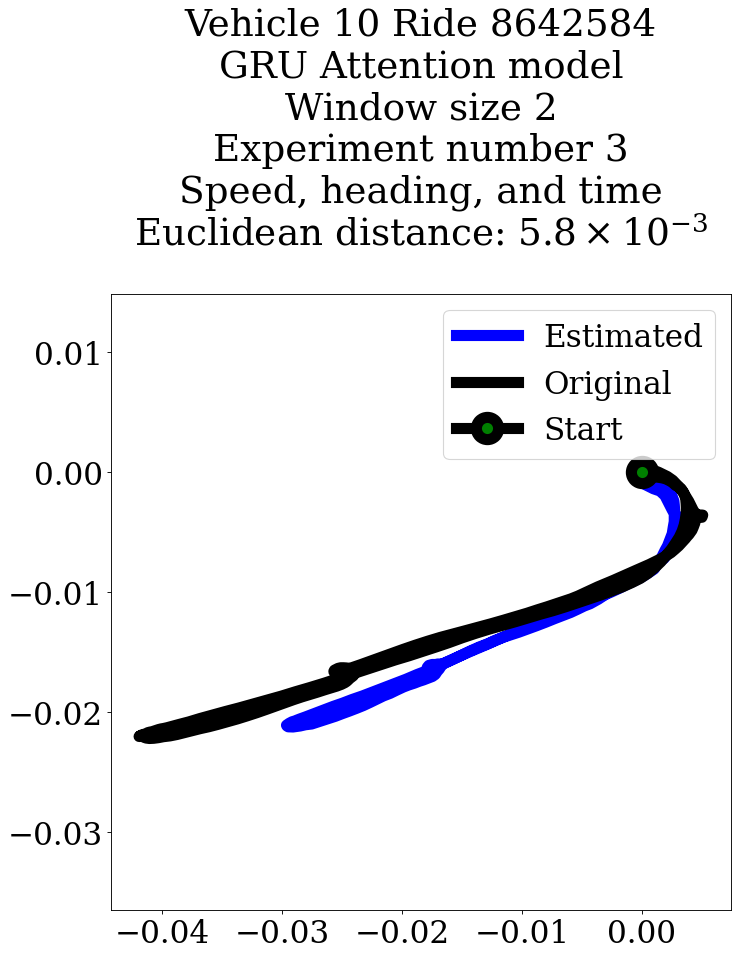 Vehicle 10 Ride 8642584
GRU Attention model
Window size 2
Experiment number 3
Speed, heading, and time
Euclidean distance: 5.8 × 10⁻³
Estimated
Original
Start
0.01
0.00
−0.01
−0.02
−0.03
−0.04 −0.03 −0.02 −0.01 0.00